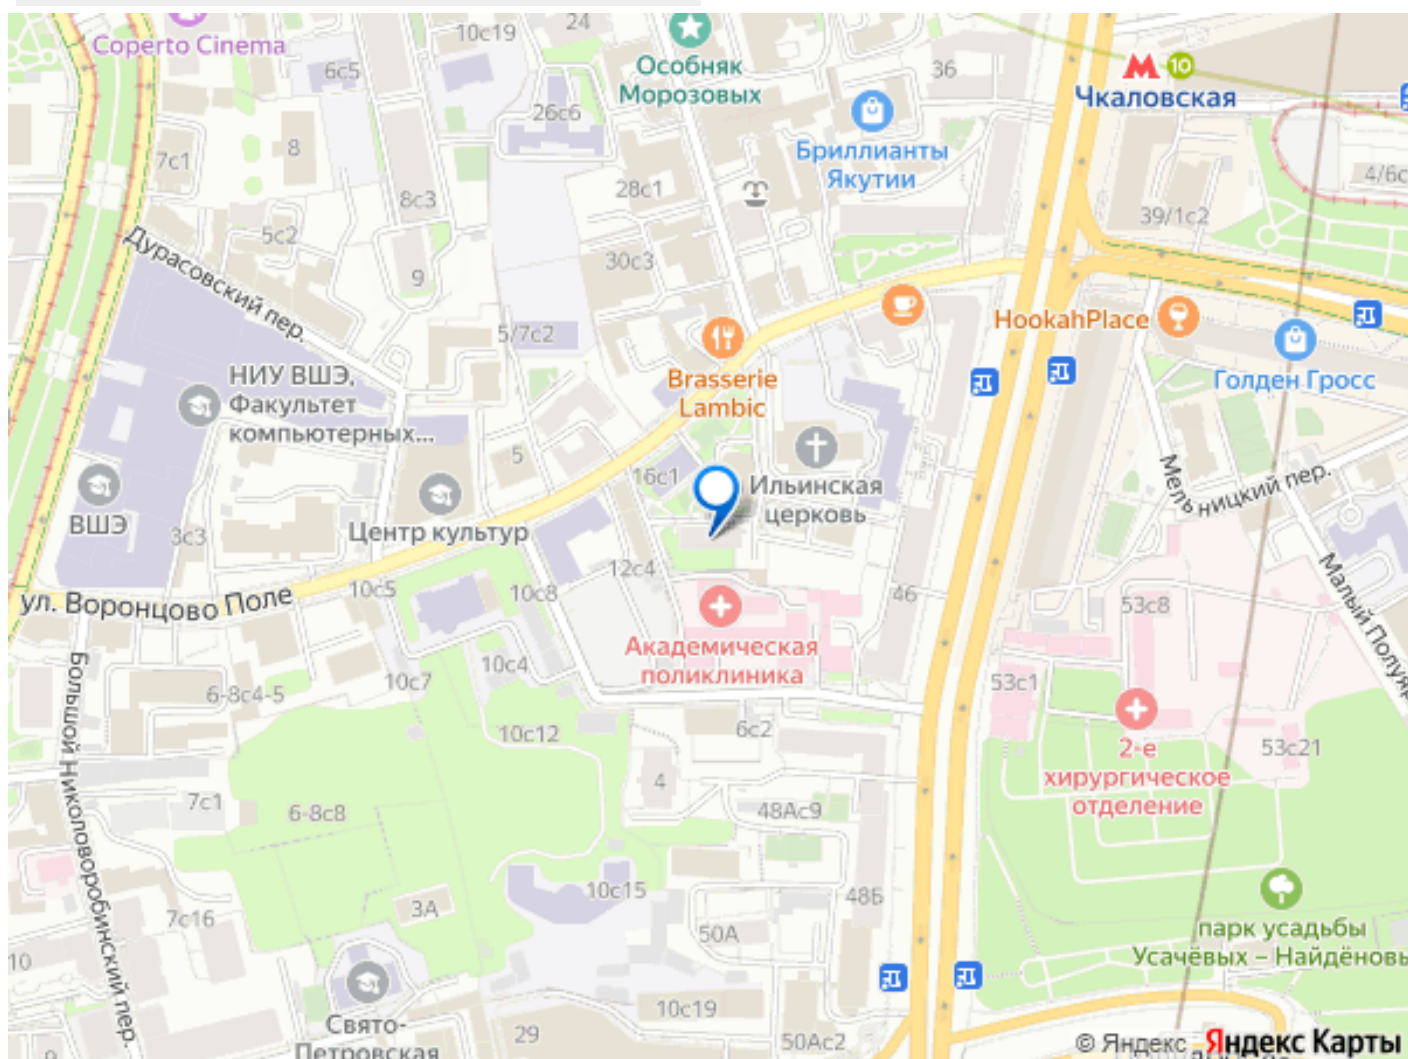 Coperto Cinema
10с19
24
6с5
Особняк
Морозовых
36
10
Чкаловская
26с6
7с1
8
Бриллианты
Якутии
4/6с
28с1
8с3
39/1с2
5с2
Дурасовский пер.
30с3
9
HookahPlace
5/7с2
НИУ ВШЭ,
Факультет
компьютерных...
Brasserie
Lambic
Голден Гросс
5
16с1
Ильинская
церковь
Мельницкий пер.
ВШЭ
Центр культур
3с3
12с4
10с5
10с8
46
53с8
ул. Воронцово Поле
Малый Полуяр
Академическая
поликлиника
10с4
10с7
6-8с4-5
53с1
Большой Николоворобинский пер.
10с12
6с2
2-е
хирургическое
отделение
53с21
4
7с1
6-8с8
48Ас9
10с15
48Б
3А
7с16
50А
парк усадьбы
Усачёвых – Найдёновы
10
10с19
Свято-
Петровская
29
50Ас2
© Яндекс Яндекс Карты